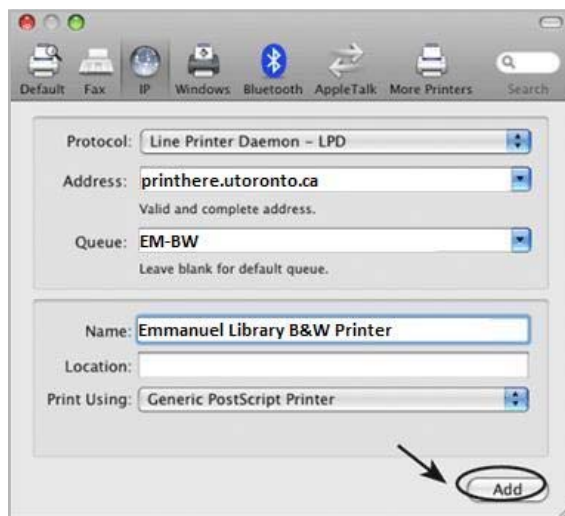 Default Fax IP Windows Bluetooth AppleTalk More Printers Search
Protocol: Line Printer Daemon – LPD
Address: printhere.utoronto.ca
Valid and complete address.
Queue: EM-BW
Leave blank for default queue.
Name: Emmanuel Library B&W Printer
Location:
Print Using: Generic PostScript Printer
Add